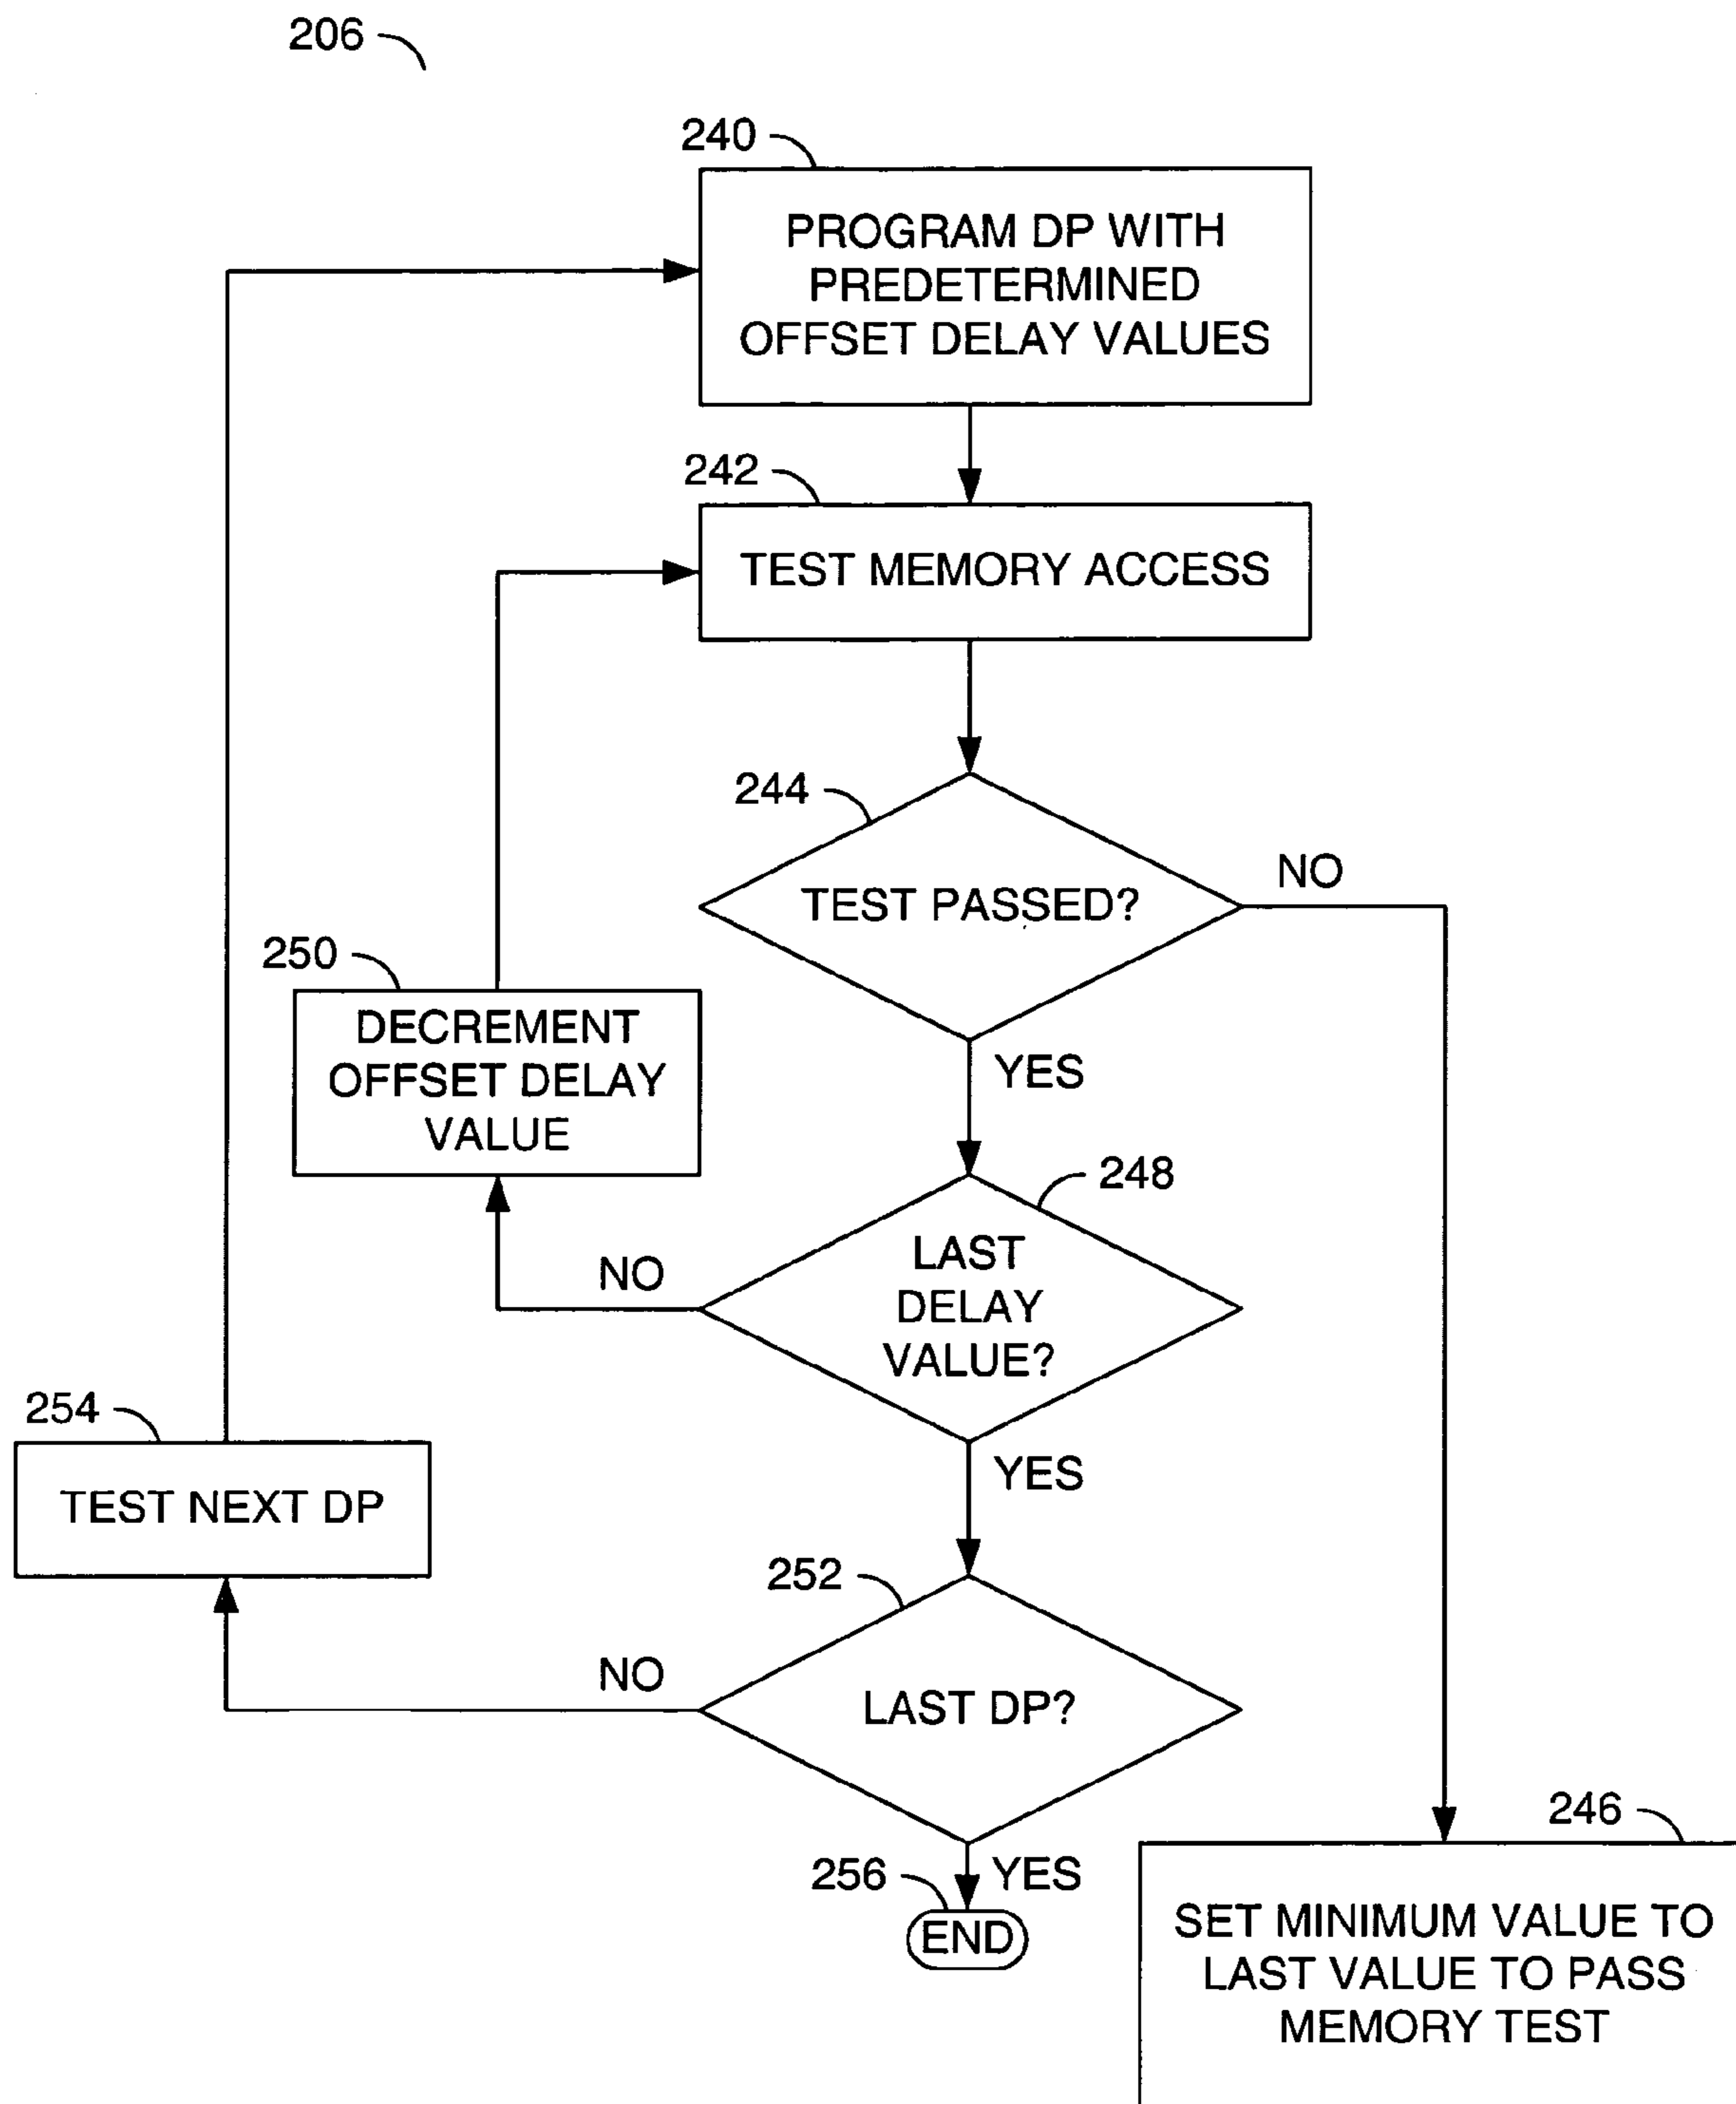 206
240
PROGRAM DP WITH
PREDETERMINED
OFFSET DELAY VALUES
242
TEST MEMORY ACCESS
244
TEST PASSED?
NO
YES
250
DECREMENT
OFFSET DELAY
VALUE
248
LAST
DELAY
VALUE?
NO
YES
254
TEST NEXT DP
252
LAST DP?
NO
YES
256
END
246
SET MINIMUM VALUE TO
LAST VALUE TO PASS
MEMORY TEST